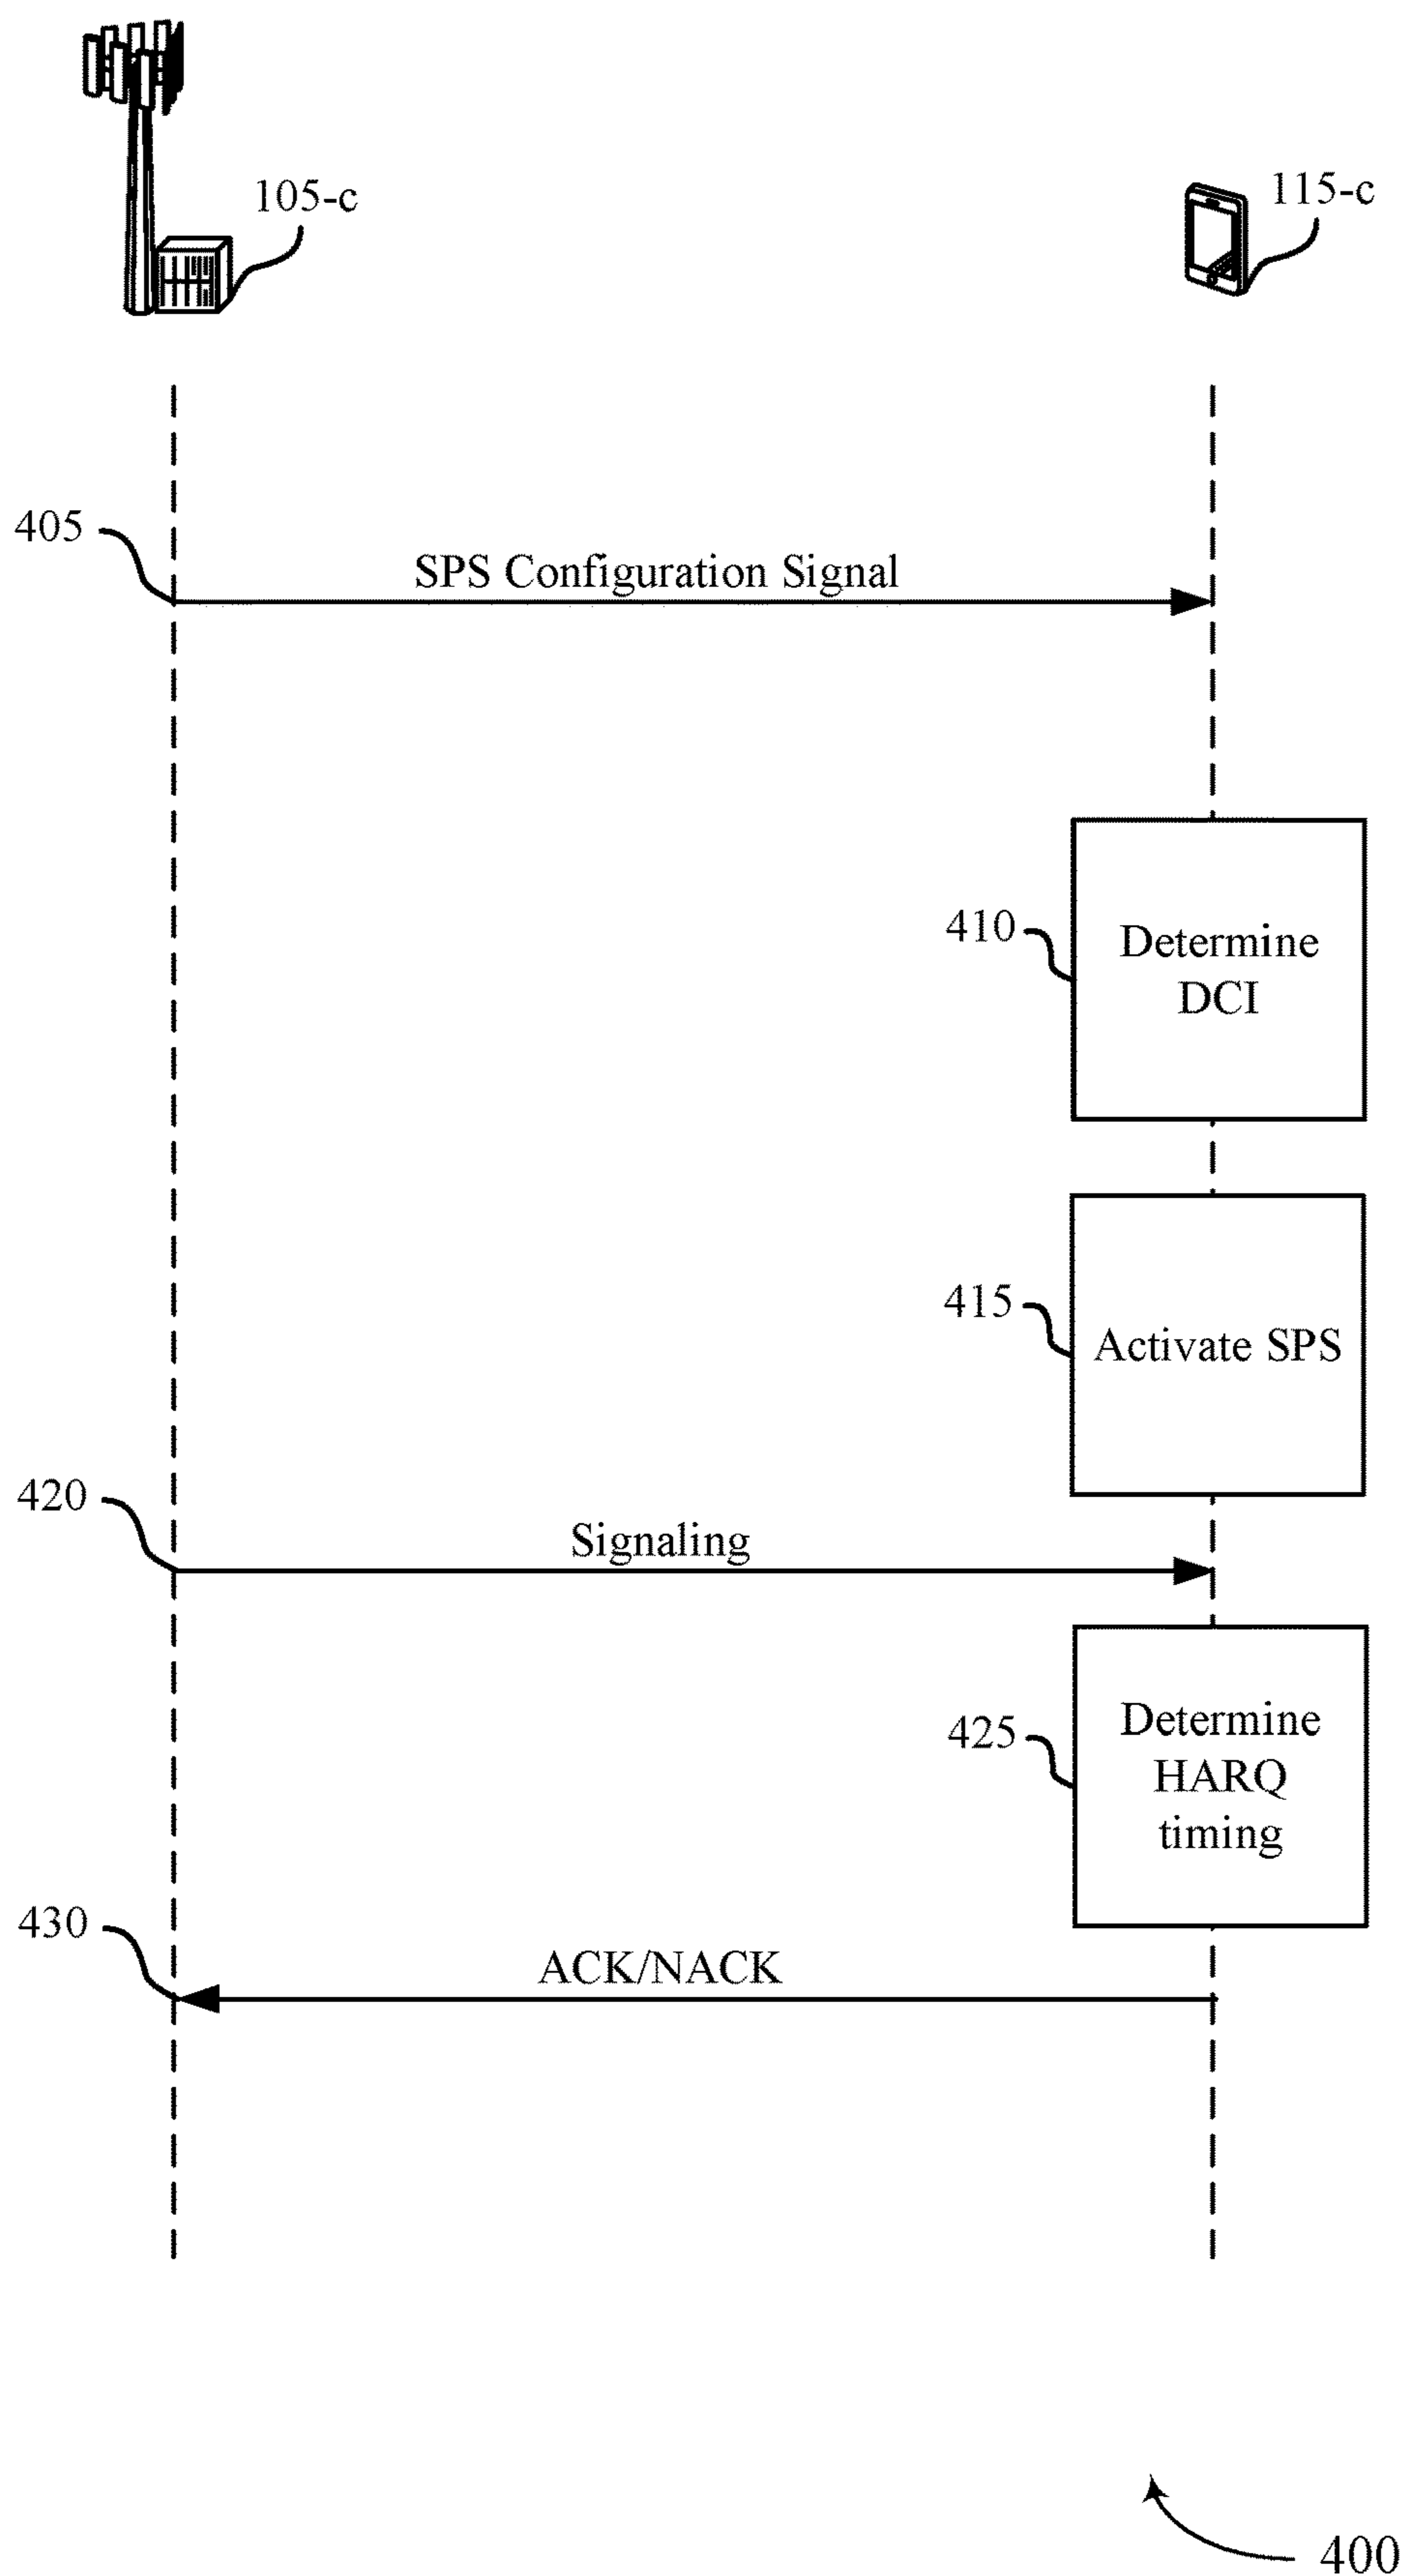 105-c
115-c
405
SPS Configuration Signal
410
Determine
DCI
415
Activate SPS
420
Signaling
425
Determine
HARQ
timing
430
ACK/NACK
400